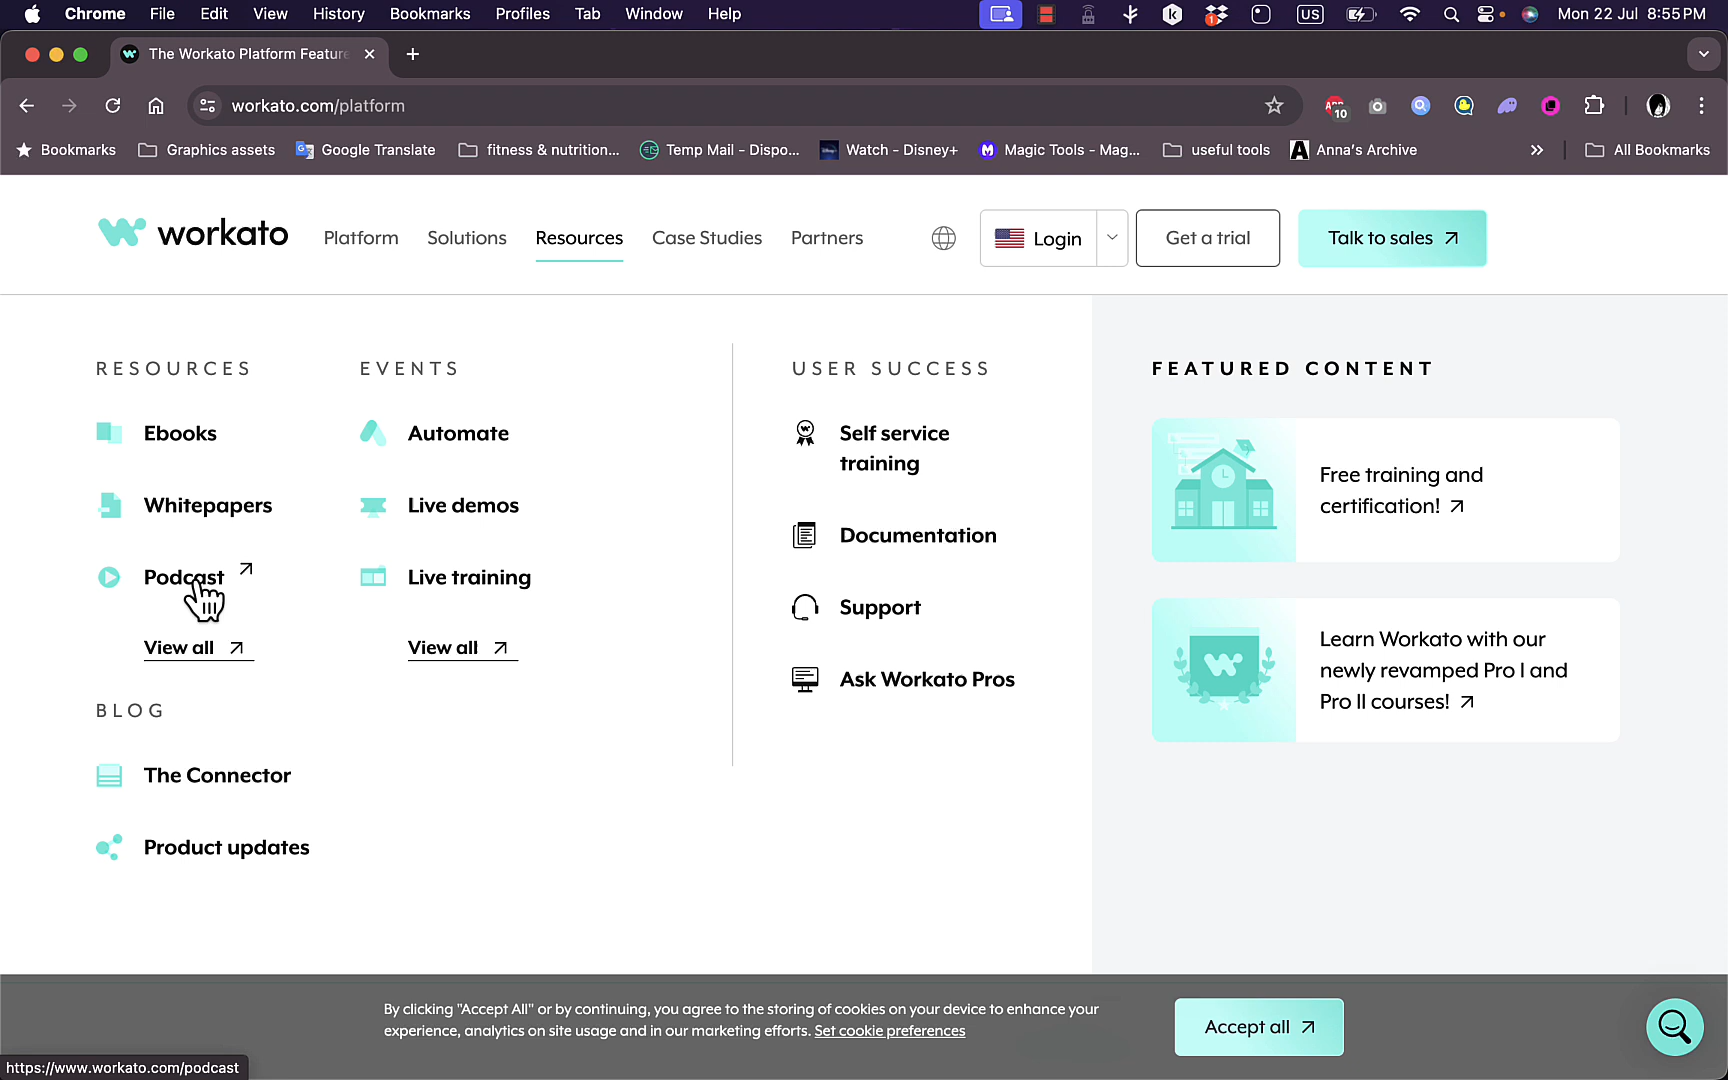 Chrome File Edit View History Bookmarks Profiles Tab Window Help US Mon 22 Jul 8:55 PM
The Workato Platform Feature
workato.com/platform
10
Bookmarks Graphics assets Google Translate fitness & nutrition... Temp Mail - Dispo... Watch - Disney+ Magic Tools - Mag... useful tools Anna's Archive All Bookmarks
workato Platform Solutions Resources Case Studies Partners Login Get a trial Talk to sales
RESOURCES
Ebooks
Whitepapers
Podcast
View all
BLOG
The Connector
Product updates
EVENTS
Automate
Live demos
Live training
View all
USER SUCCESS
Self service
training
Documentation
Support
Ask Workato Pros
FEATURED CONTENT
Free training and
certification!
Learn Workato with our
newly revamped Pro I and
Pro II courses!
By clicking "Accept All" or by continuing, you agree to the storing of cookies on your device to enhance your
experience, analytics on site usage and in our marketing efforts. Set cookie preferences
Accept all
https://www.workato.com/podcast